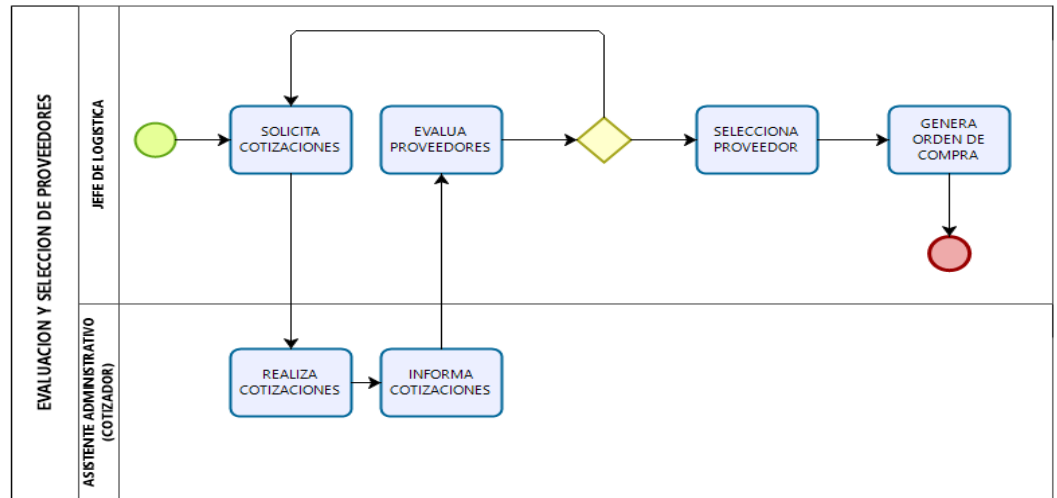 EVALUACION Y SELECCION DE PROVEEDORES
JEFE DE LOGISTICA
SOLICITA
COTIZACIONES
EVALUA
PROVEEDORES
SELECCIONA
PROVEEDOR
GENERA
ORDEN DE
COMPRA
ASISTENTE ADMINISTRATIVO
(COTIZADOR)
REALIZA
COTIZACIONES
INFORMA
COTIZACIONES